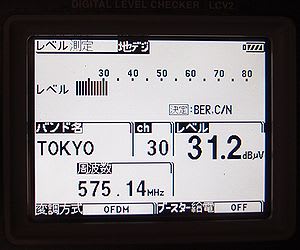 DIGITAL LEVEL CHECKER LCV2
レベル測定 地デジ
30 40 50 60 70 80
レベル
決定:BER,C/N
バンド名 ch レベル
TOKYO 30 31.2dBμV
周波数
575.14MHz
変調方式 OFDM ブースター給電 OFF